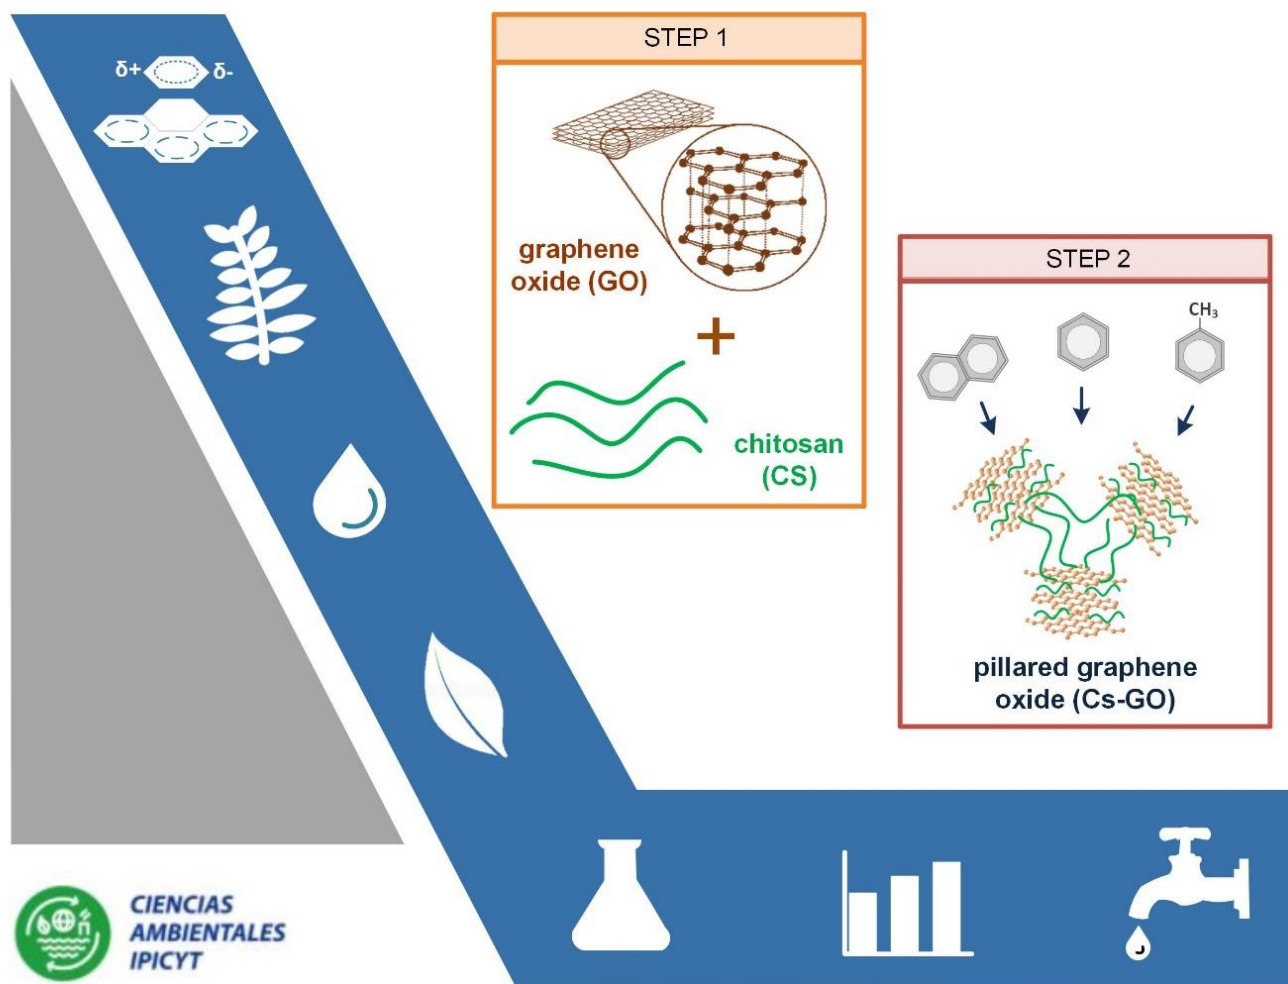 δ+ δ-
STEP 1
graphene
oxide (GO)
+
chitosan
(CS)
STEP 2
CH₃
pillared graphene
oxide (Cs-GO)
CIENCIAS
AMBIENTALES
IPICYT